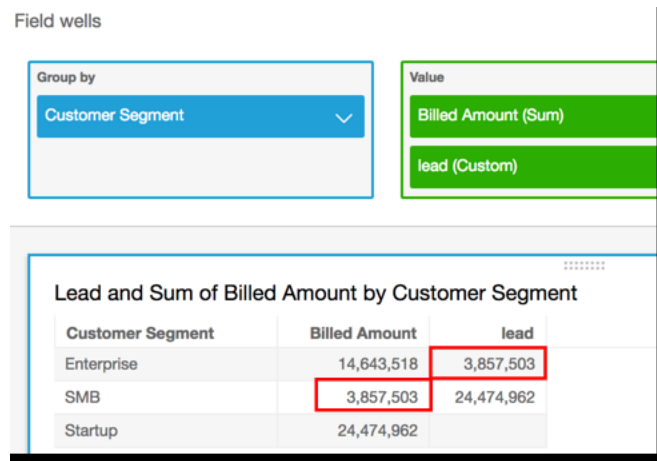 Field wells
Group by
Value
Customer Segment
Billed Amount (Sum)
lead (Custom)
Lead and Sum of Billed Amount by Customer Segment
Customer Segment Billed Amount lead
Enterprise 14,643,518 3,857,503
SMB 3,857,503 24,474,962
Startup 24,474,962